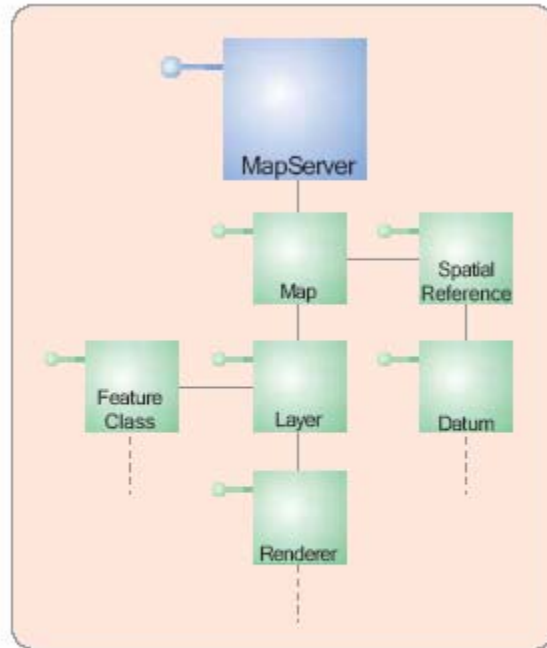 MapServer
Map
Spatial
Reference
Feature
Class
Layer
Datum
Renderer